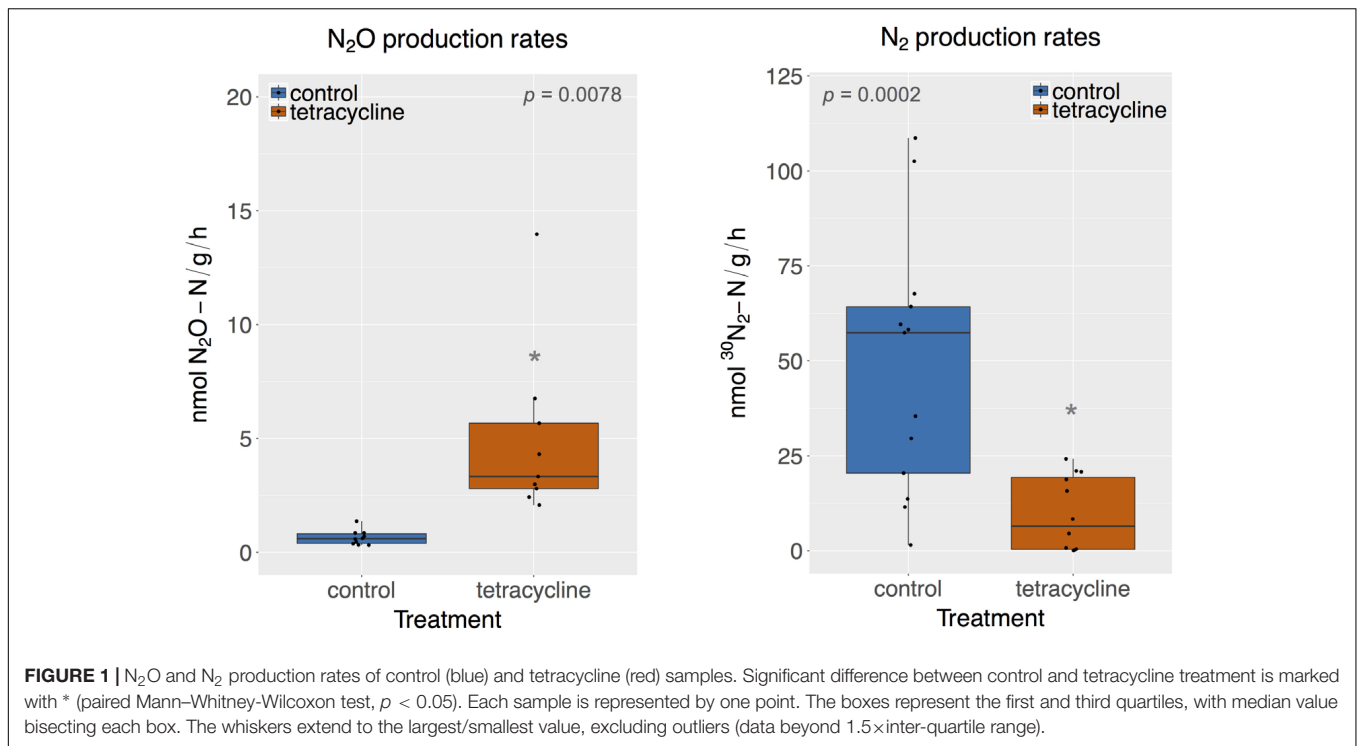 N₂O production rates
20
15
10
5
0
nmol N₂O – N / g / h
control
tetracycline
p = 0.0078
*
control
tetracycline
Treatment
N₂ production rates
125
100
75
50
25
0
nmol ³⁰N₂– N / g / h
p = 0.0002
control
tetracycline
*
control
tetracycline
Treatment
FIGURE 1 | N₂O and N₂ production rates of control (blue) and tetracycline (red) samples. Significant difference between control and tetracycline treatment is marked
with * (paired Mann–Whitney-Wilcoxon test, p < 0.05). Each sample is represented by one point. The boxes represent the first and third quartiles, with median value
bisecting each box. The whiskers extend to the largest/smallest value, excluding outliers (data beyond 1.5×inter-quartile range).